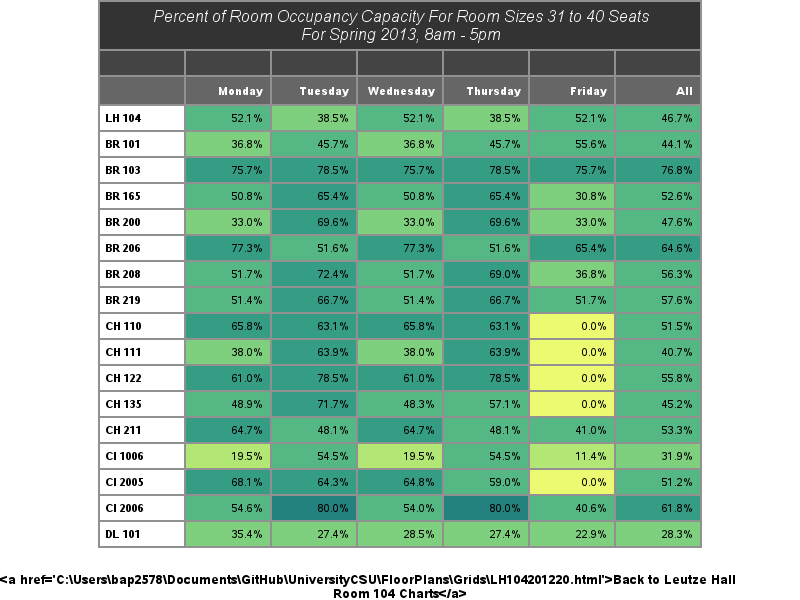 Percent of Room Occupancy Capacity For Room Sizes 31 to 40 Seats
For Spring 2013, 8am - 5pm
Monday Tuesday Wednesday Thursday Friday All
LH 104 52.1% 38.5% 52.1% 38.5% 52.1% 46.7%
BR 101 36.8% 45.7% 36.8% 45.7% 55.6% 44.1%
BR 103 75.7% 78.5% 75.7% 78.5% 75.7% 76.8%
BR 165 50.8% 65.4% 50.8% 65.4% 30.8% 52.6%
BR 200 33.0% 69.6% 33.0% 69.6% 33.0% 47.6%
BR 206 77.3% 51.6% 77.3% 51.6% 65.4% 64.6%
BR 208 51.7% 72.4% 51.7% 69.0% 36.8% 56.3%
BR 219 51.4% 66.7% 51.4% 66.7% 51.7% 57.6%
CH 110 65.8% 63.1% 65.8% 63.1% 0.0% 51.5%
CH 111 38.0% 63.9% 38.0% 63.9% 0.0% 40.7%
CH 122 61.0% 78.5% 61.0% 78.5% 0.0% 55.8%
CH 135 48.9% 71.7% 48.3% 57.1% 0.0% 45.2%
CH 211 64.7% 48.1% 64.7% 48.1% 41.0% 53.3%
CI 1006 19.5% 54.5% 19.5% 54.5% 11.4% 31.9%
CI 2005 68.1% 64.3% 64.8% 59.0% 0.0% 51.2%
CI 2006 54.6% 80.0% 54.0% 80.0% 40.6% 61.8%
DL 101 35.4% 27.4% 28.5% 27.4% 22.9% 28.3%
<a href='C:\Users\bap2578\Documents\GitHub\UniversityCSU\FloorPlans\Grids\LH104201220.html'>Back to Leutze Hall
Room 104 Charts</a>